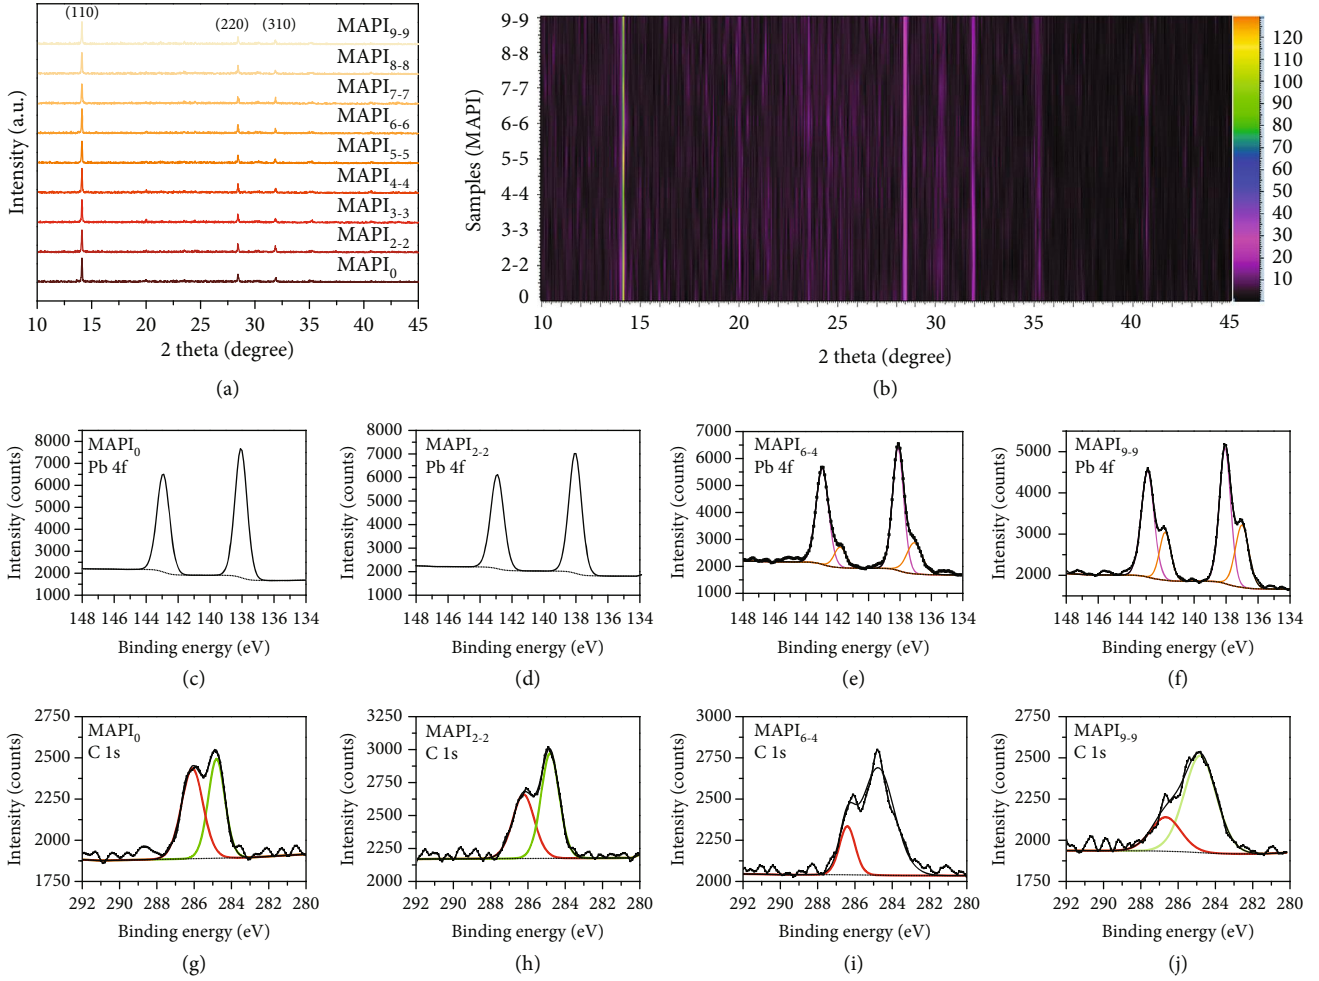 (110)
(220)
(310)
MAPI9-9
MAPI8-8
MAPI7-7
MAPI6-6
MAPI5-5
MAPI4-4
MAPI3-3
MAPI2-2
MAPI0
Intensity (a.u.)
10 15 20 25 30 35 40 45
2 theta (degree)
(a)
Samples (MAPI)
9-9
8-8
7-7
6-6
5-5
4-4
3-3
2-2
0
10 15 20 25 30 35 40 45
2 theta (degree)
120
110
100
90
80
70
60
50
40
30
20
10
(b)
MAPI0
Pb 4f
Intensity (counts)
8000
7000
6000
5000
4000
3000
2000
1000
148 146 144 142 140 138 136 134
Binding energy (eV)
(c)
MAPI2-2
Pb 4f
Intensity (counts)
8000
7000
6000
5000
4000
3000
2000
1000
148 146 144 142 140 138 136 134
Binding energy (eV)
(d)
MAPI6-4
Pb 4f
Intensity (counts)
7000
6000
5000
4000
3000
2000
1000
148 146 144 142 140 138 136 134
Binding energy (eV)
(e)
MAPI9-9
Pb 4f
Intensity (counts)
5000
4000
3000
2000
148 146 144 142 140 138 136 134
Binding energy (eV)
(f)
MAPI0
C 1s
Intensity (counts)
2750
2500
2250
2000
1750
292 290 288 286 284 282 280
Binding energy (eV)
(g)
MAPI2-2
C 1s
Intensity (counts)
3250
3000
2750
2500
2250
2000
292 290 288 286 284 282 280
Binding energy (eV)
(h)
MAPI6-4
C 1s
Intensity (counts)
3000
2750
2500
2250
2000
292 290 288 286 284 282 280
Binding energy (eV)
(i)
MAPI9-9
C 1s
Intensity (counts)
2750
2500
2250
2000
1750
292 290 288 286 284 282 280
Binding energy (eV)
(j)